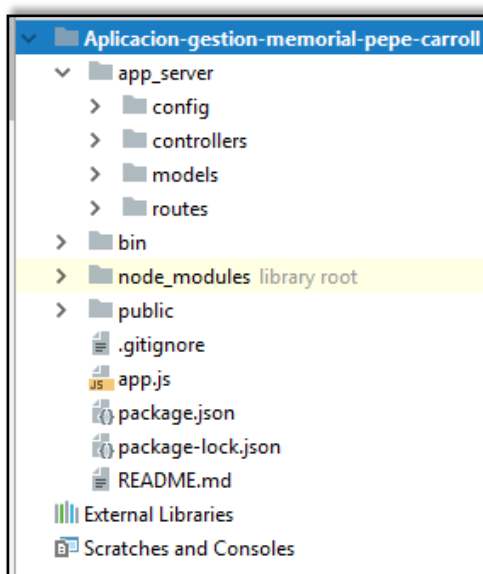 Aplicacion-gestion-memorial-pepe-carroll
app_server
config
controllers
models
routes
bin
node_modules library root
public
.gitignore
JS app.js
package.json
package-lock.json
README.md
External Libraries
Scratches and Consoles